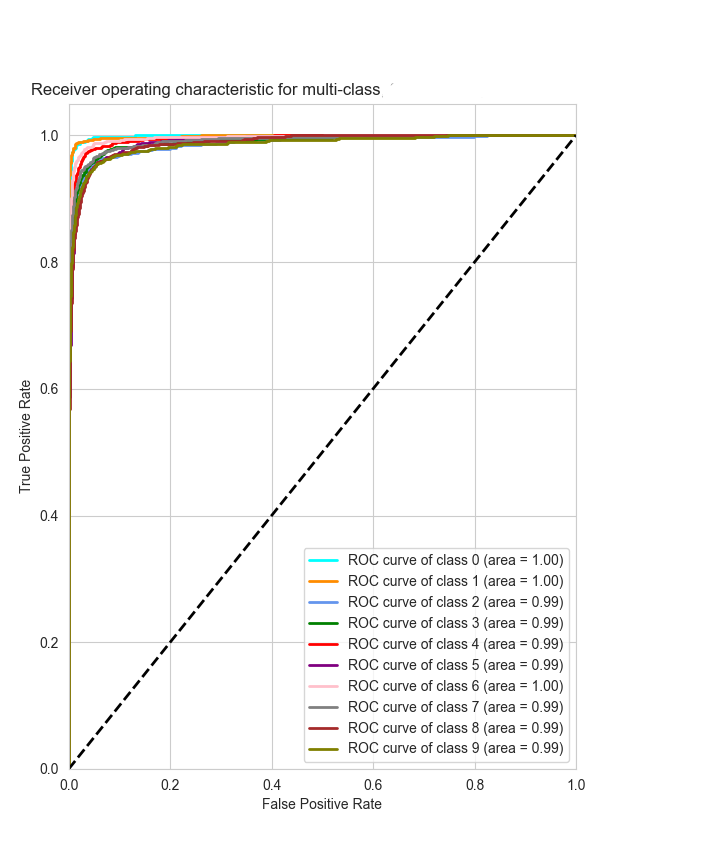 Receiver operating characteristic for multi-class
1.0
0.8
0.6
0.4
0.2
0.0
True Positive Rate
ROC curve of class 0 (area = 1.00)
ROC curve of class 1 (area = 1.00)
ROC curve of class 2 (area = 0.99)
ROC curve of class 3 (area = 0.99)
ROC curve of class 4 (area = 0.99)
ROC curve of class 5 (area = 0.99)
ROC curve of class 6 (area = 1.00)
ROC curve of class 7 (area = 0.99)
ROC curve of class 8 (area = 0.99)
ROC curve of class 9 (area = 0.99)
0.0 0.2 0.4 0.6 0.8 1.0
False Positive Rate